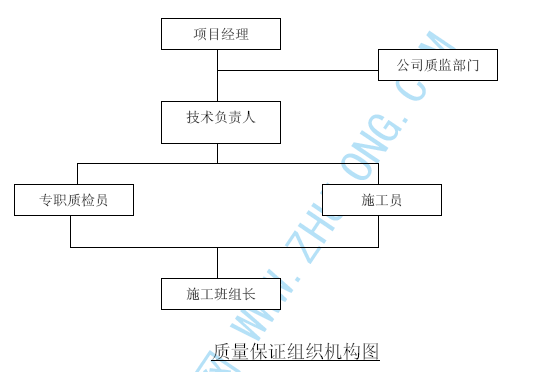 项目经理
公司质监部门
技术负责人
专职质检员
施工员
施工班组长
质量保证组织机构图